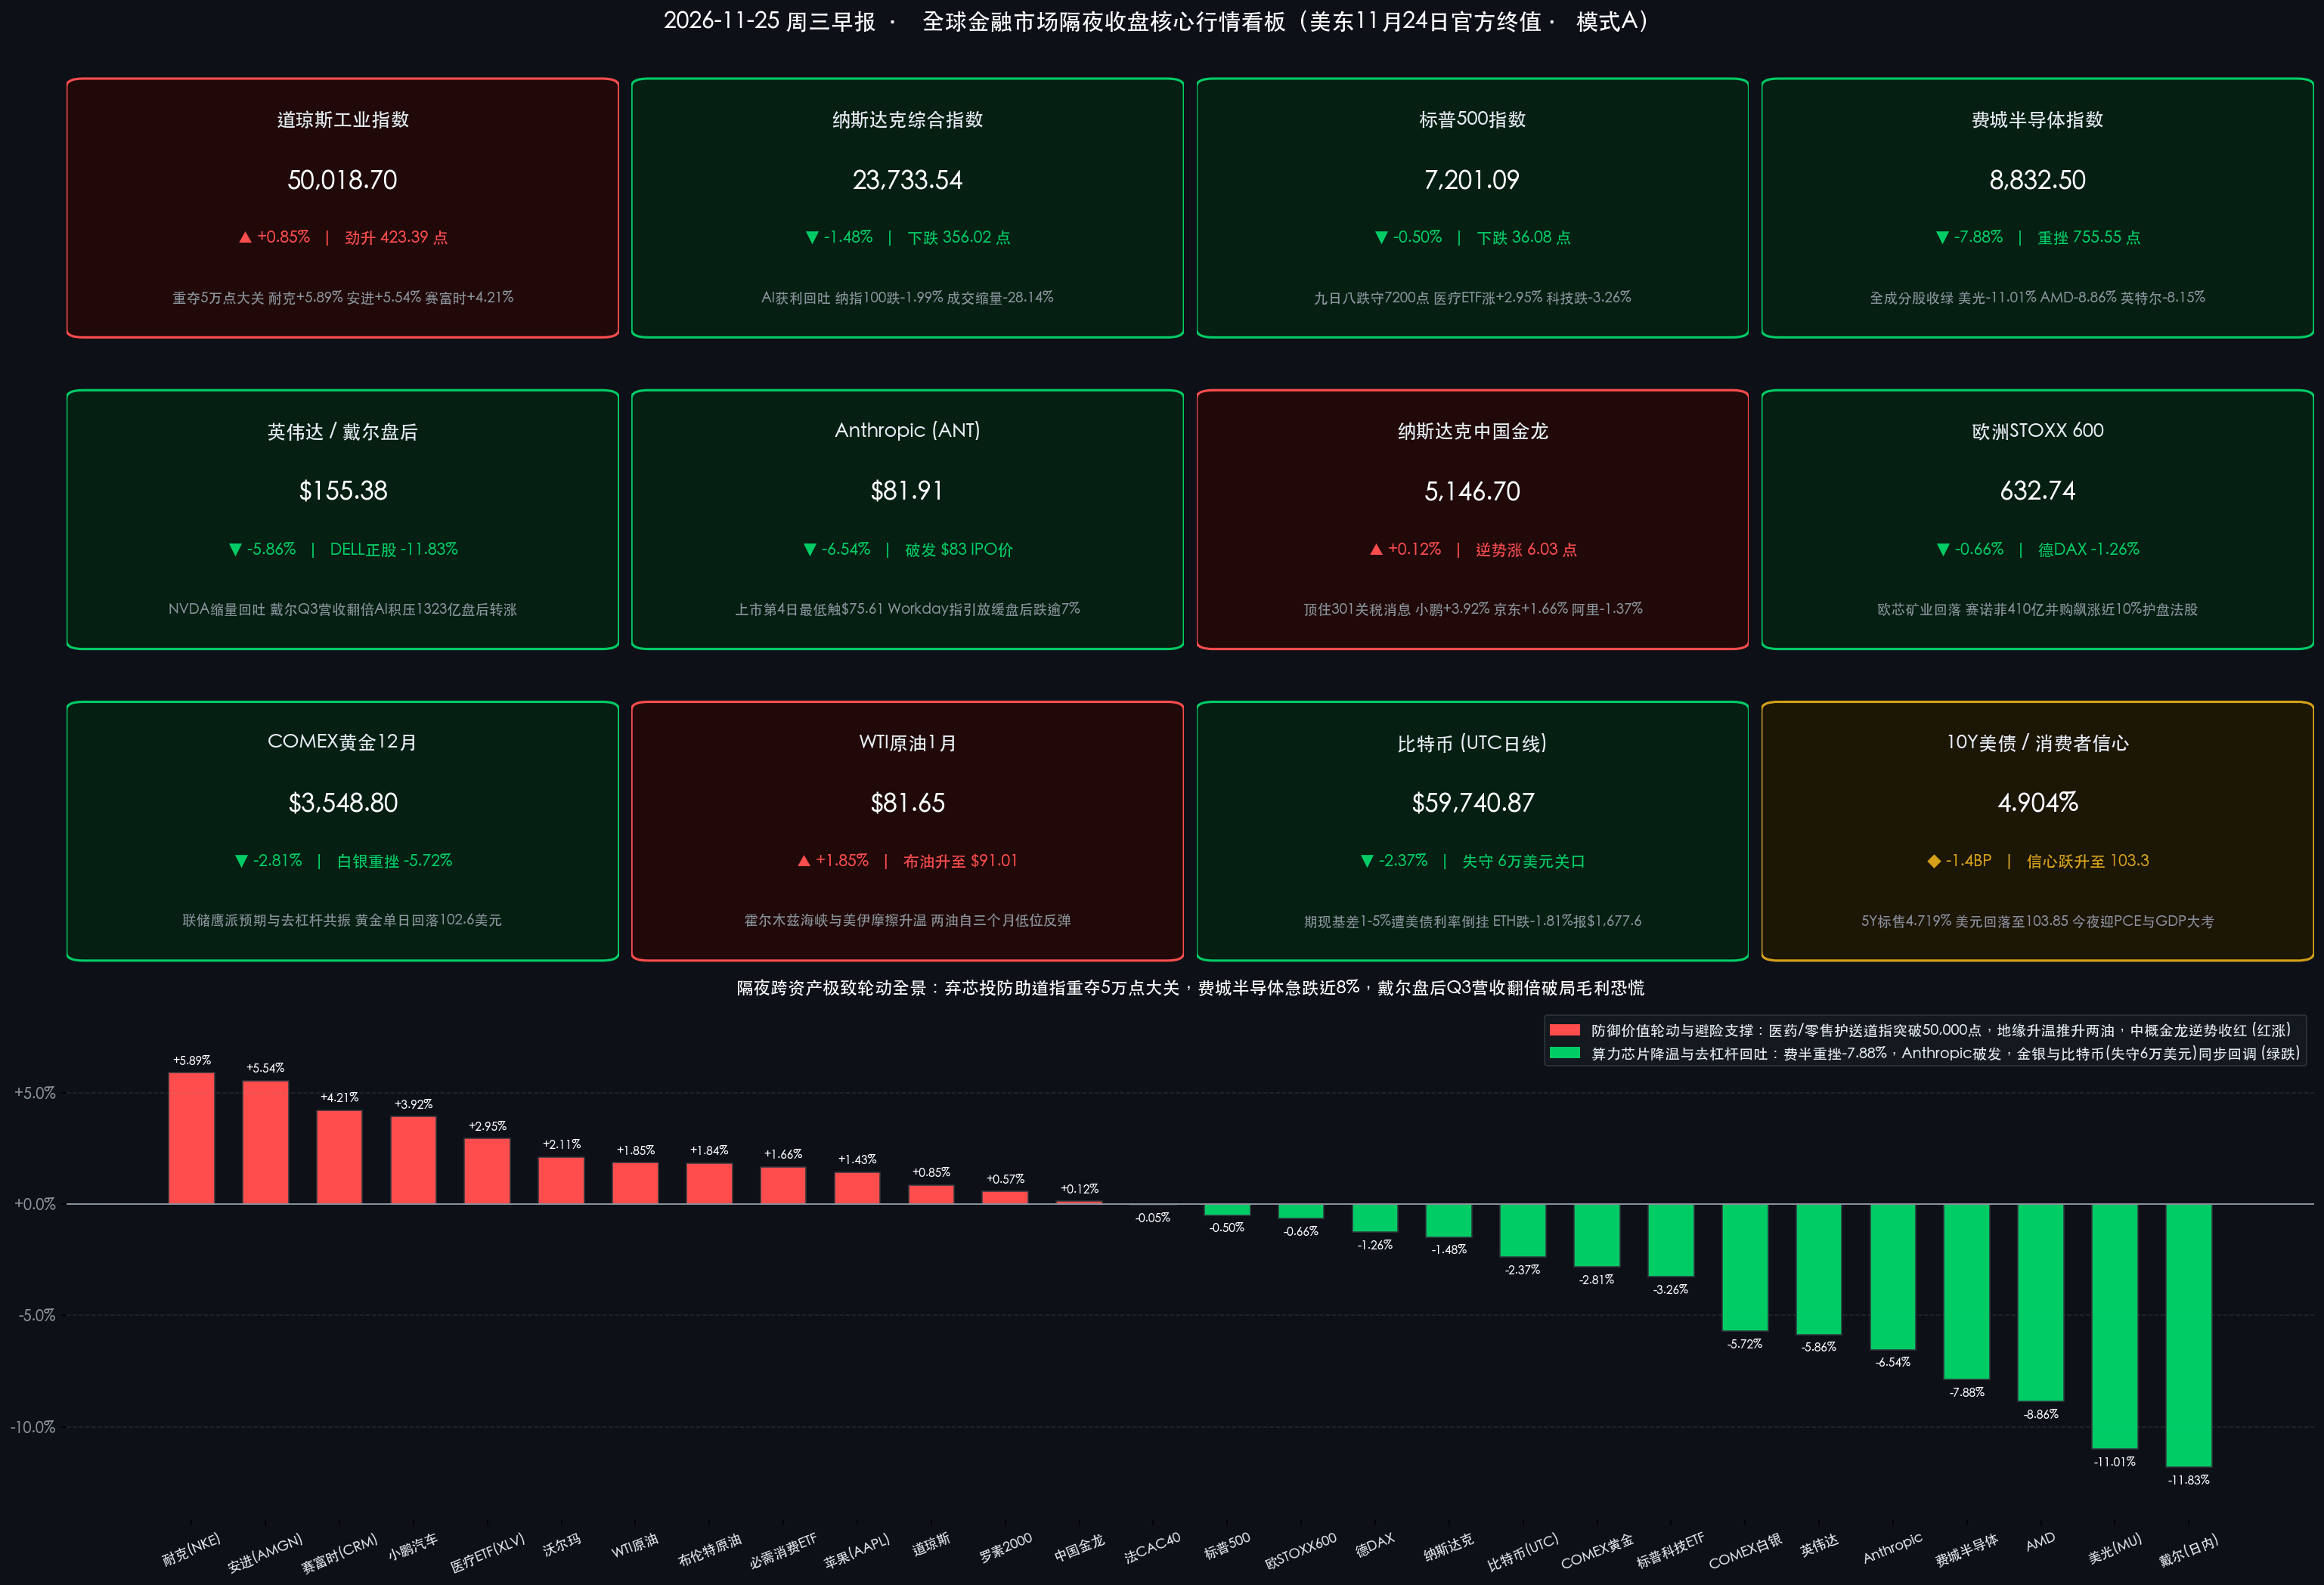 2026-11-25 周三早报 · 全球金融市场隔夜收盘核心行情看板（美东11月24日官方终值 · 模式A）
道琼斯工业指数
50,018.70
▲ +0.85% | 劲升 423.39 点
重夺5万点大关 耐克+5.89% 安进+5.54% 赛富时+4.21%
纳斯达克综合指数
23,733.54
▼ -1.48% | 下跌 356.02 点
AI获利回吐 纳指100跌-1.99% 成交缩量-28.14%
标普500指数
7,201.09
▼ -0.50% | 下跌 36.08 点
九日八跌守7200点 医疗ETF涨+2.95% 科技跌-3.26%
费城半导体指数
8,832.50
▼ -7.88% | 重挫 755.55 点
全成分股收绿 美光-11.01% AMD-8.86% 英特尔-8.15%
英伟达 / 戴尔盘后
$155.38
▼ -5.86% | DELL正股 -11.83%
NVDA缩量回吐 戴尔Q3营收翻倍AI积压1323亿盘后转涨
Anthropic (ANT)
$81.91
▼ -6.54% | 破发 $83 IPO价
上市第4日最低触$75.61 Workday指引放缓盘后跌逾7%
纳斯达克中国金龙
5,146.70
▲ +0.12% | 逆势涨 6.03 点
顶住301关税消息 小鹏+3.92% 京东+1.66% 阿里-1.37%
欧洲STOXX 600
632.74
▼ -0.66% | 德DAX -1.26%
欧芯矿业回落 赛诺菲410亿并购飙涨近10%护盘法股
COMEX黄金12月
$3,548.80
▼ -2.81% | 白银重挫 -5.72%
联储鹰派预期与去杠杆共振 黄金单日回落102.6美元
WTI原油1月
$81.65
▲ +1.85% | 布油升至 $91.01
霍尔木兹海峡与美伊摩擦升温 两油自三个月低位反弹
比特币 (UTC日线)
$59,740.87
▼ -2.37% | 失守 6万美元关口
期现基差1-5%遭美债利率倒挂 ETH跌-1.81%报$1,677.6
10Y美债 / 消费者信心
4.904%
◆ -1.4BP | 信心跃升至 103.3
5Y标售4.719% 美元回落至103.85 今夜迎PCE与GDP大考
隔夜跨资产极致轮动全景：弃芯投防助道指重夺5万点大关，费城半导体急跌近8%，戴尔盘后Q3营收翻倍破局毛利恐慌
防御价值轮动与避险支撑：医药/零售护送道指突破50,000点，地缘升温推升两油，中概金龙逆势收红 (红涨)
算力芯片降温与去杠杆回吐：费半重挫-7.88%，Anthropic破发，金银与比特币(失守6万美元)同步回调 (绿跌)
+5.0%
+0.0%
-5.0%
-10.0%
+5.89%
+5.54%
+4.21%
+3.92%
+2.95%
+2.11%
+1.85%
+1.84%
+1.66%
+1.43%
+0.85%
+0.57%
+0.12%
-0.05%
-0.50%
-0.66%
-1.26%
-1.48%
-2.37%
-2.81%
-3.26%
-5.72%
-5.86%
-6.54%
-7.88%
-8.86%
-11.01%
-11.83%
耐克(NKE)
安进(AMGN)
赛富时(CRM)
小鹏汽车
医疗ETF(XLV)
沃尔玛
WTI原油
布伦特原油
必需消费ETF
苹果(AAPL)
道琼斯
罗素2000
中国金龙
法CAC40
标普500
欧STOXX600
德DAX
纳斯达克
比特币(UTC)
COMEX黄金
标普科技ETF
COMEX白银
英伟达
Anthropic
费城半导体
AMD
美光(MU)
戴尔(日内)